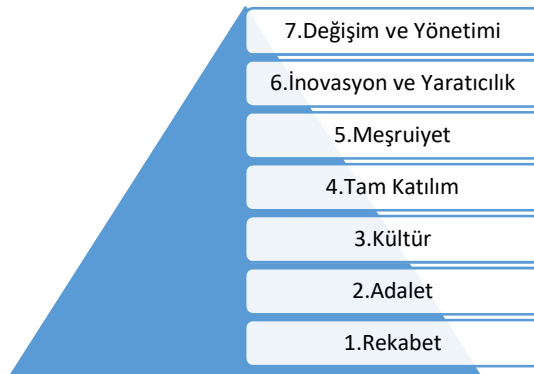 7.Değişim ve Yönetimi
6.İnovasyon ve Yaratıcılık
5.Meşruiyet
4.Tam Katılım
3.Kültür
2.Adalet
1.Rekabet